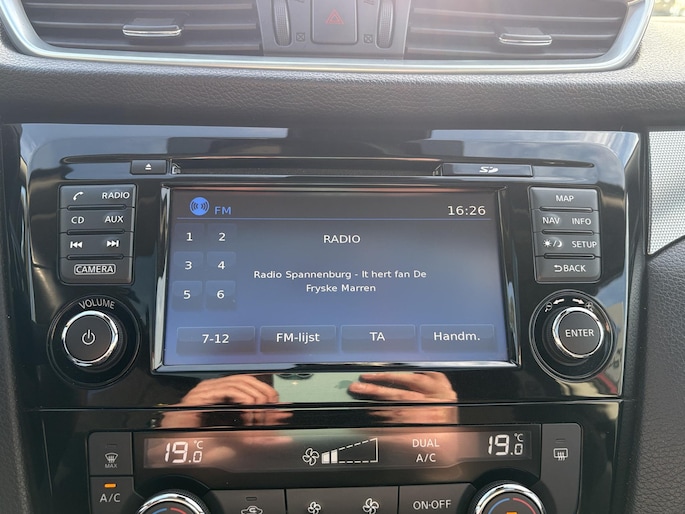 RADIO
CD AUX
CAMERA
VOLUME
FM 16:26
1 2
3 4
5 6
RADIO
Radio Spannenburg - It hert fan De
Fryske Marren
7-12 FM-lijst TA Handm.
SD
MAP
NAV INFO
SETUP
BACK
ENTER
MAX
A/C
19.0 °C
DUAL
A/C
19.0 °C
ON-OFF